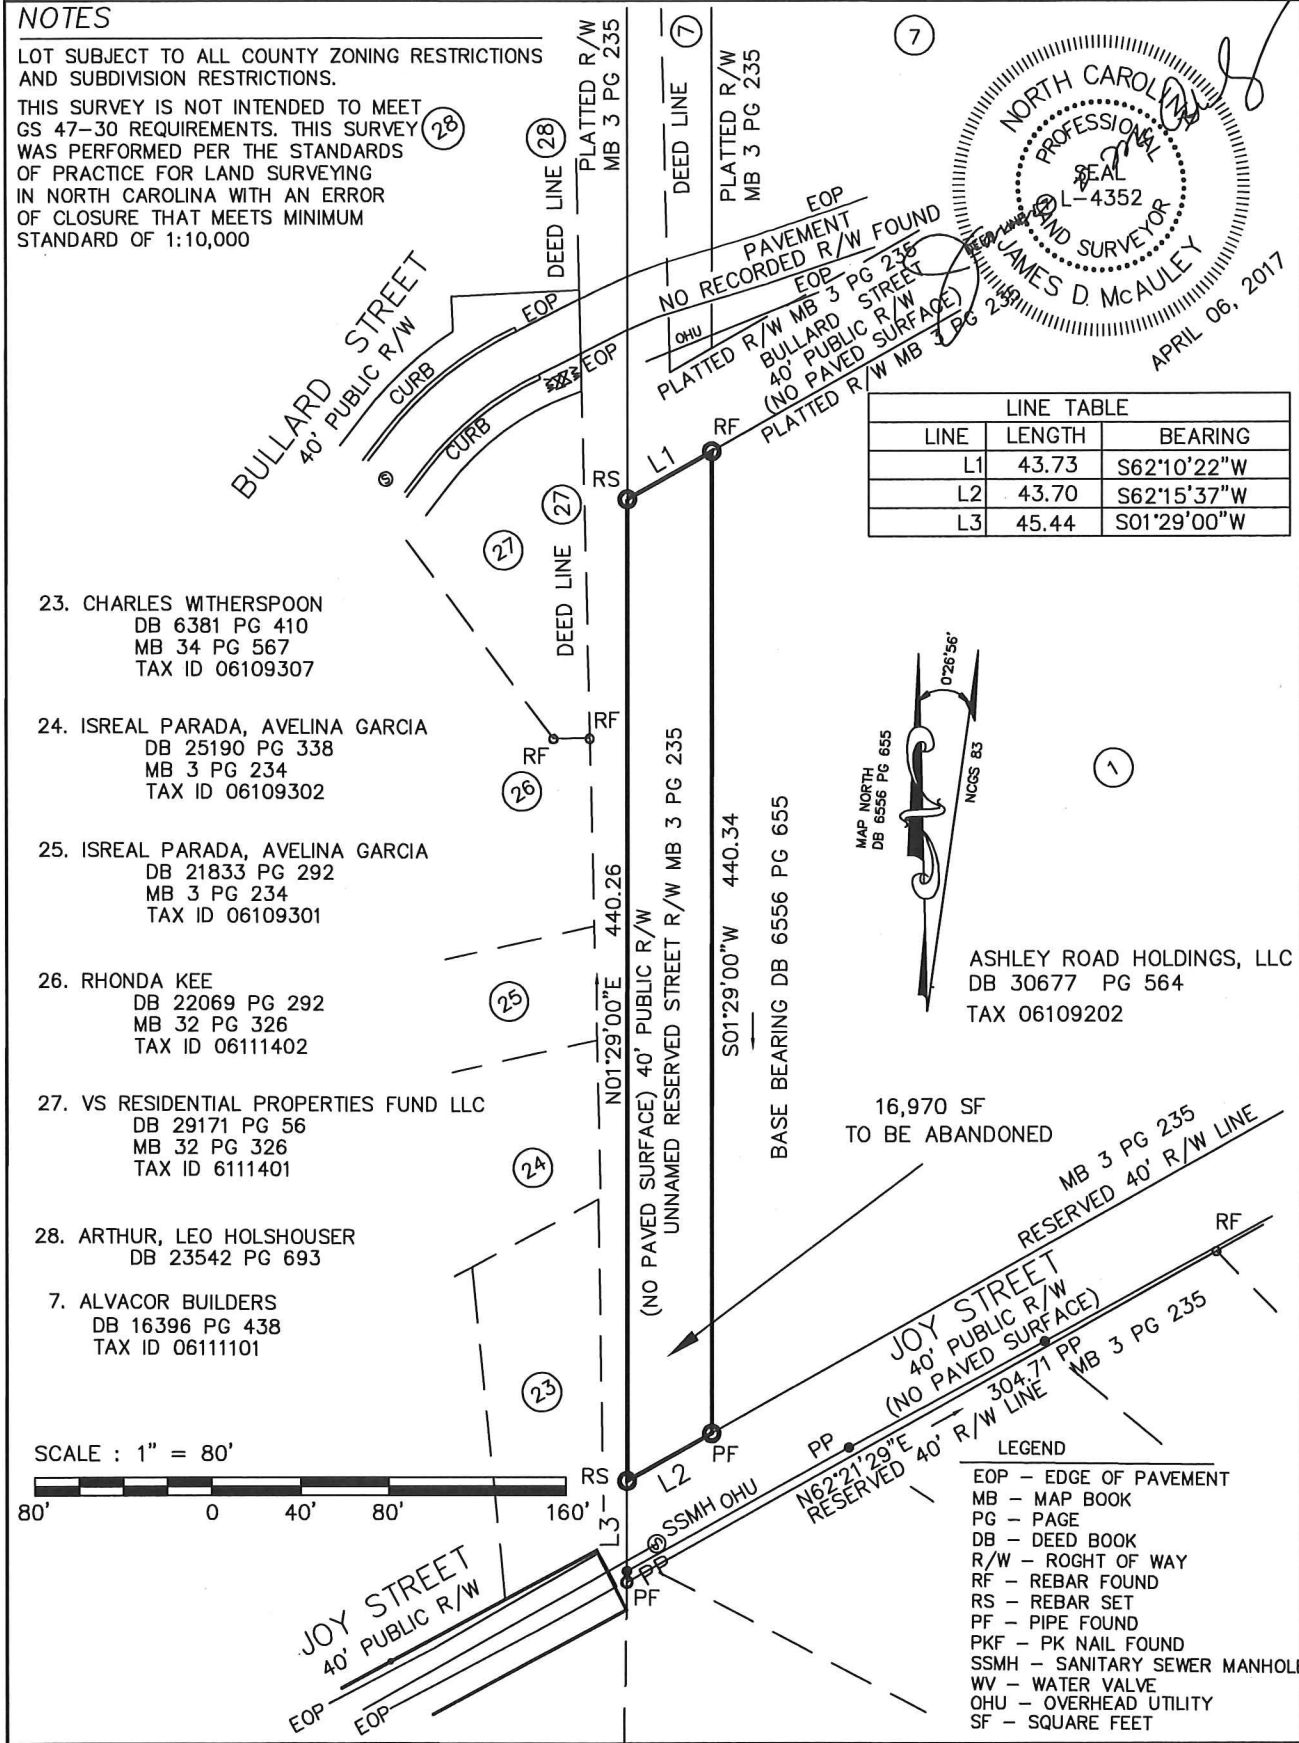 NOTES
LOT SUBJECT TO ALL COUNTY ZONING RESTRICTIONS
AND SUBDIVISION RESTRICTIONS.
THIS SURVEY IS NOT INTENDED TO MEET
GS 47-30 REQUIREMENTS. THIS SURVEY
WAS PERFORMED PER THE STANDARDS
OF PRACTICE FOR LAND SURVEYING
IN NORTH CAROLINA WITH AN ERROR
OF CLOSURE THAT MEETS MINIMUM
STANDARD OF 1:10,000
28
DEED LINE 28
PLATTED R/W
MB 3 PG 235
DEED LINE 7
PLATTED R/W
MB 3 PG 235
7
NORTH CAROLINA
PROFESSIONAL
SEAL
L-4352
LAND SURVEYOR
JAMES D. McAULEY
APRIL 06, 2017
EOP
PAVEMENT
NO RECORDED R/W FOUND
EOP
OHU
PLATTED R/W MB 3 PG 235
BULLARD STREET
40' PUBLIC R/W
(NO PAVED SURFACE)
PLATTED R/W MB 3 PG 235
DEED LINE 27
BULLARD STREET
40' PUBLIC R/W
CURB
EOP
CURB
EOP
S
RS
L1
RF
LINE TABLE
LINE LENGTH BEARING
L1 43.73 S62°10'22"W
L2 43.70 S62°15'37"W
L3 45.44 S01°29'00"W
27
DEED LINE 27
23. CHARLES WITHERSPOON
DB 6381 PG 410
MB 34 PG 567
TAX ID 06109307
24. ISREAL PARADA, AVELINA GARCIA
DB 25190 PG 338
MB 3 PG 234
TAX ID 06109302
25. ISREAL PARADA, AVELINA GARCIA
DB 21833 PG 292
MB 3 PG 234
TAX ID 06109301
26. RHONDA KEE
DB 22069 PG 292
MB 32 PG 326
TAX ID 06111402
27. VS RESIDENTIAL PROPERTIES FUND LLC
DB 29171 PG 56
MB 32 PG 326
TAX ID 6111401
28. ARTHUR, LEO HOLSHOUSER
DB 23542 PG 693
7. ALVACOR BUILDERS
DB 16396 PG 438
TAX ID 06111101
RF
RF
26
25
24
23
N01°29'00"E 440.26
(NO PAVED SURFACE) 40' PUBLIC R/W
UNNAMED RESERVED STREET R/W MB 3 PG 235
S01°29'00"W 440.34
BASE BEARING DB 6556 PG 655
MAP NORTH
DB 6556 PG 655
0°26'56"
NCGS 83
1
ASHLEY ROAD HOLDINGS, LLC
DB 30677 PG 564
TAX 06109202
16,970 SF
TO BE ABANDONED
MB 3 PG 235
RESERVED 40' R/W LINE
RF
JOY STREET
40' PUBLIC R/W
(NO PAVED SURFACE)
304.71 PP
MB 3 PG 235
N62°21'29"E
RESERVED 40' R/W LINE
PP
PF
RS
L2
L3
SSMH OHU
S
PP
PF
SCALE : 1" = 80'
80' 0 40' 80' 160'
JOY STREET
40' PUBLIC R/W
EOP
EOP
LEGEND
EOP - EDGE OF PAVEMENT
MB - MAP BOOK
PG - PAGE
DB - DEED BOOK
R/W - ROGHT OF WAY
RF - REBAR FOUND
RS - REBAR SET
PF - PIPE FOUND
PKF - PK NAIL FOUND
SSMH - SANITARY SEWER MANHOLE
WV - WATER VALVE
OHU - OVERHEAD UTILITY
SF - SQUARE FEET